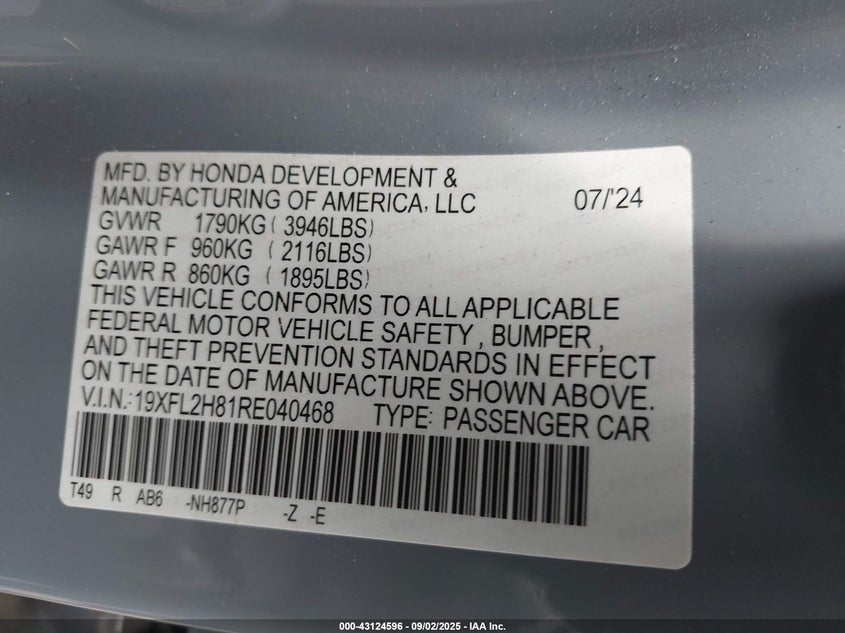 MFD. BY HONDA DEVELOPMENT &
MANUFACTURING OF AMERICA, LLC 07/'24
GVWR 1790KG ( 3946LBS)
GAWR F 960KG ( 2116LBS)
GAWR R 860KG ( 1895LBS)
THIS VEHICLE CONFORMS TO ALL APPLICABLE
FEDERAL MOTOR VEHICLE SAFETY , BUMPER ,
AND THEFT PREVENTION STANDARDS IN EFFECT
ON THE DATE OF MANUFACTURE SHOWN ABOVE.
V.I.N.:19XFL2H81RE040468 TYPE: PASSENGER CAR
T49 R AB6 -NH877P -Z -E
000-43124596 - 09/02/2025 - IAA Inc.